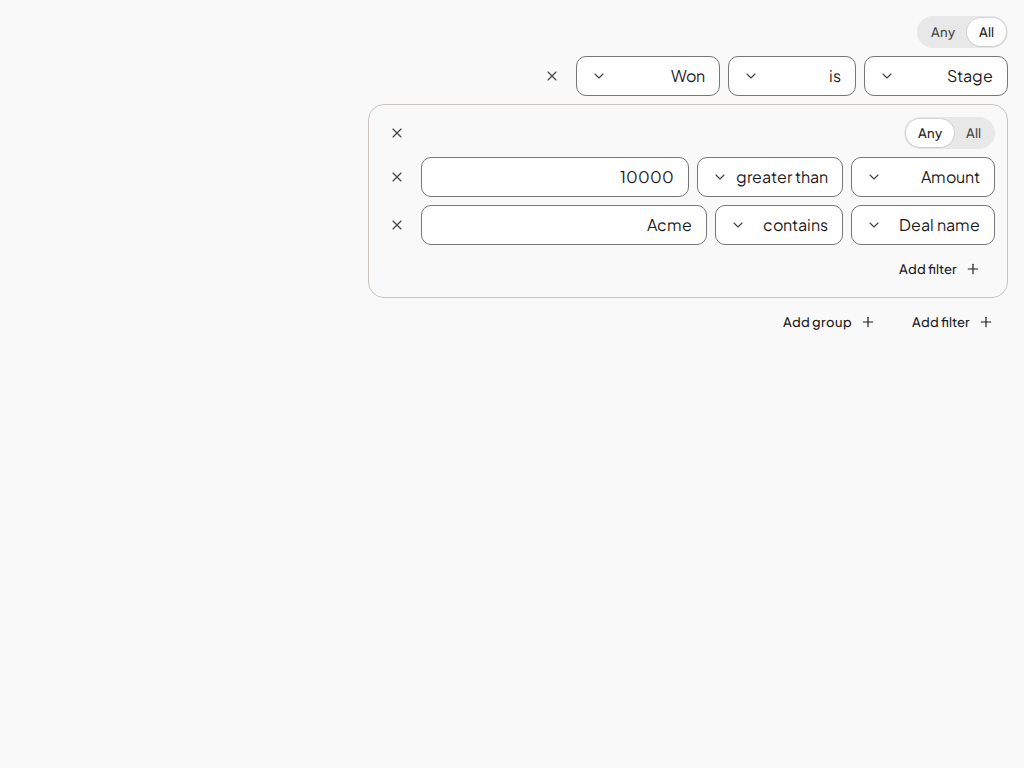 All Any
Stage is Won
All Any
Amount greater than 10000
Deal name contains Acme
Add filter
Add filter Add group